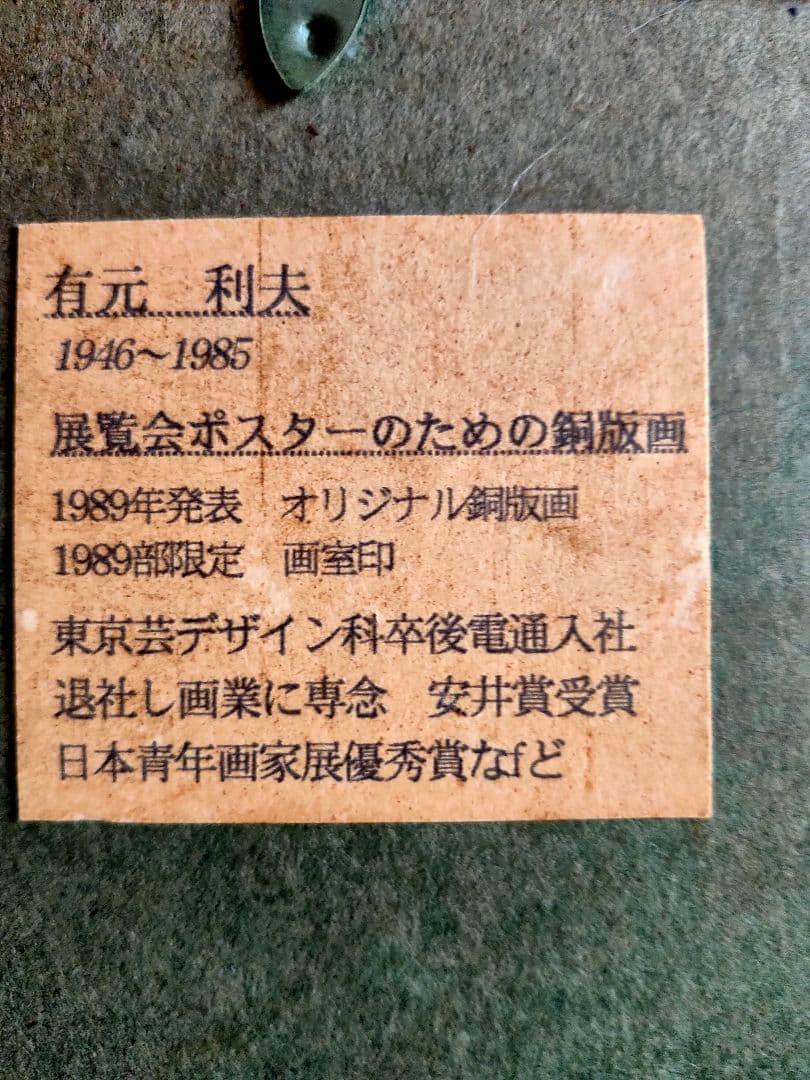 有元　利夫
1946～1985
展覧会ポスターのための銅版画
1989年発表　オリジナル銅版画
1989部限定　画室印
東京芸デザイン科卒後電通入社
退社し画業に専念　安井賞受賞
日本青年画家展優秀賞なfど